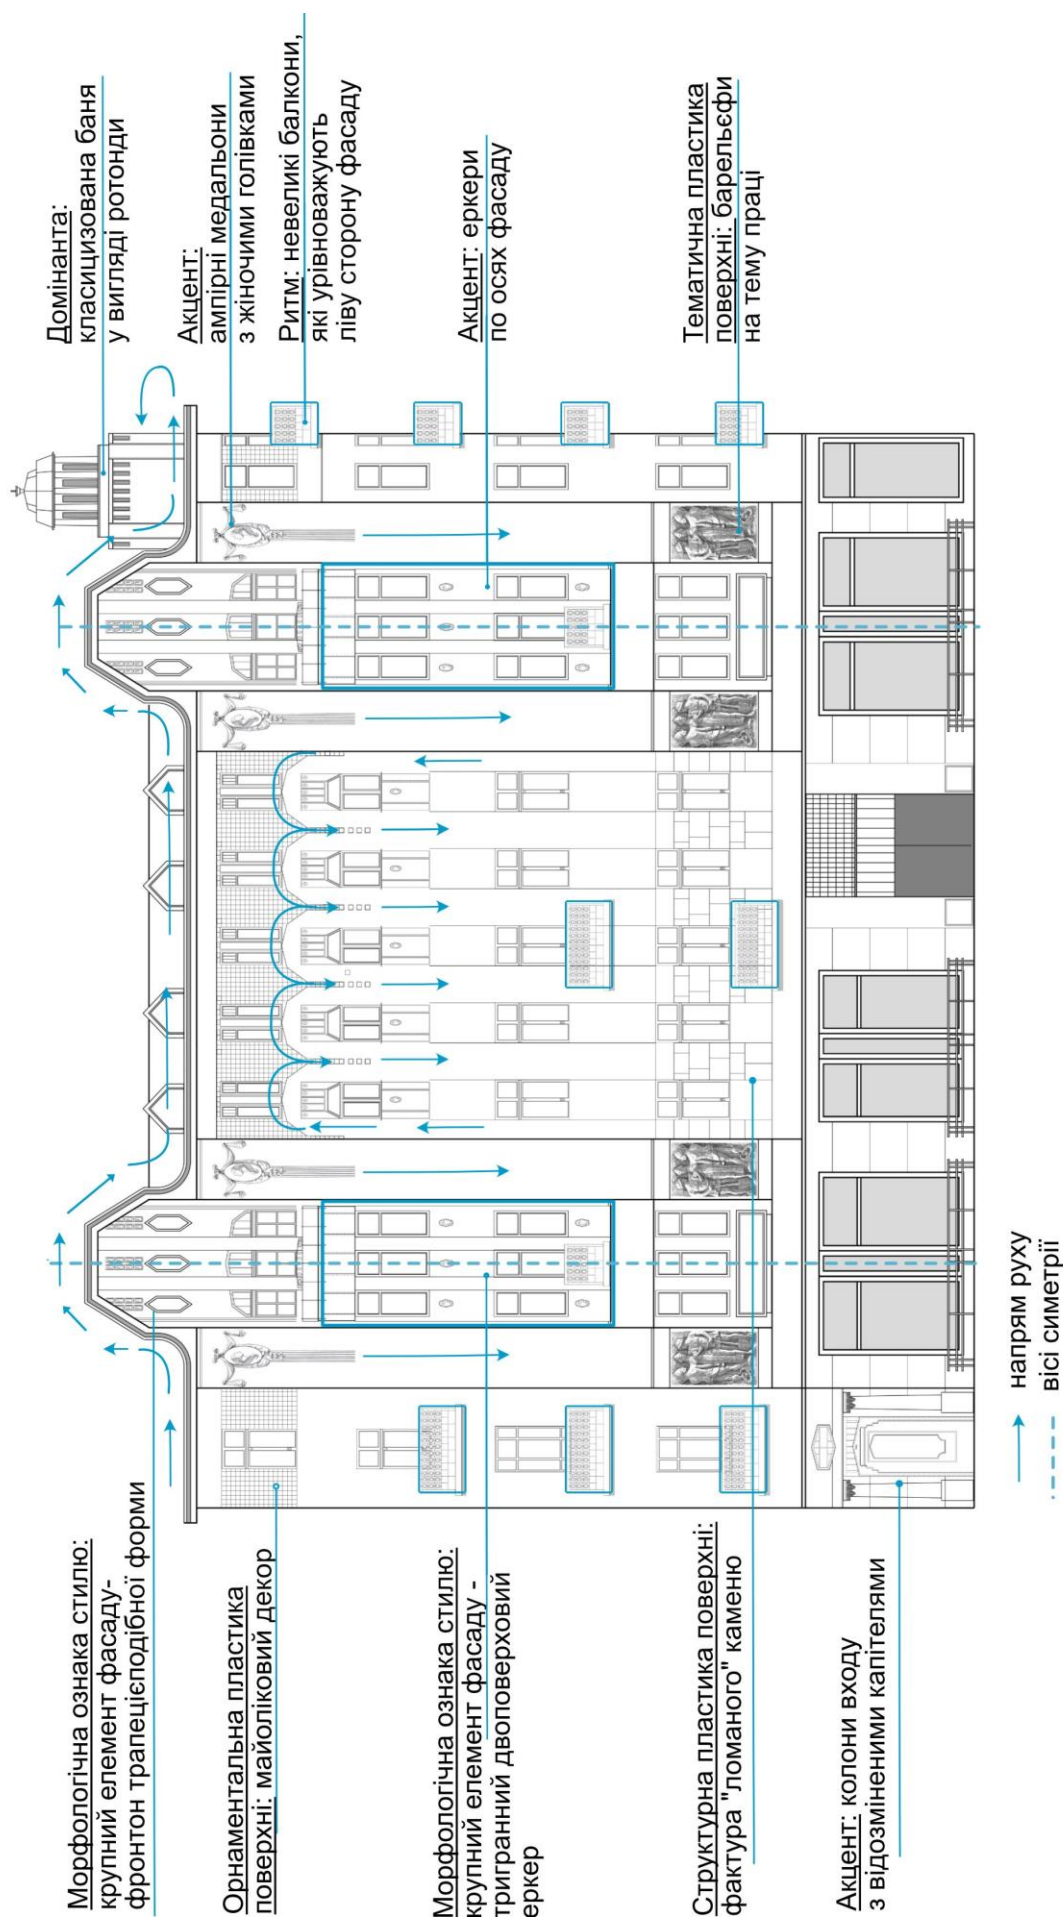 Домінанта:
класицизована баня
у вигляді ротонди
Акцент:
ампірні медальони
з жіночими голівками
Ритм: невеликі балкони,
які урівноважують
ліву сторону фасаду
Акцент: еркери
по осях фасаду
Тематична пластика
поверхні: барельєфи
на тему праці
Морфологічна ознака стилю:
крупний елемент фасаду-
фронтон трапецієподібної форми
Орнаментальна пластика
поверхні: майоліковий декор
Морфологічна ознака стилю:
крупний елемент фасаду -
тригранний двоповерховий
еркер
Структурна пластика поверхні:
фактура "ломаного" каменю
Акцент: колони входу
з відозміненими капітелями
напрям руху
вісі симетрії